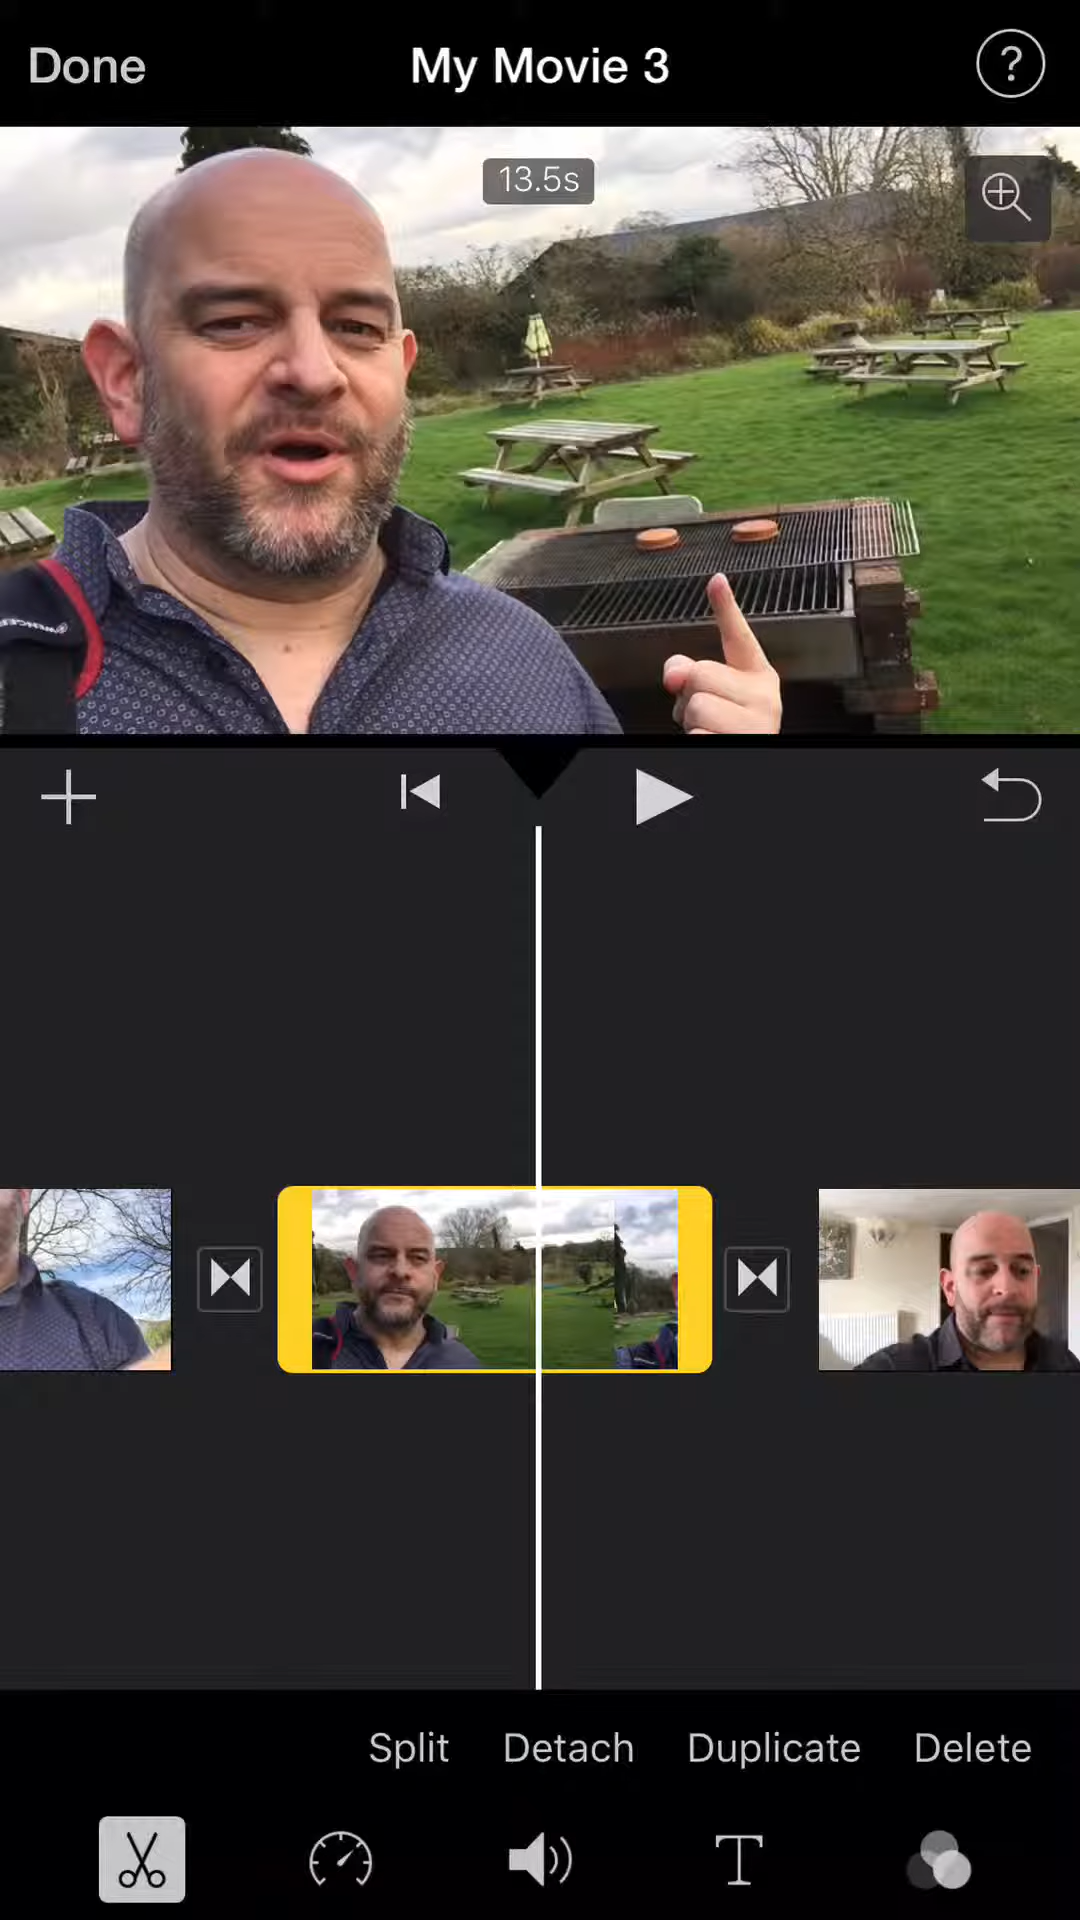 Done
My Movie 3
?
13.5s
Split
Detach
Duplicate
Delete
T